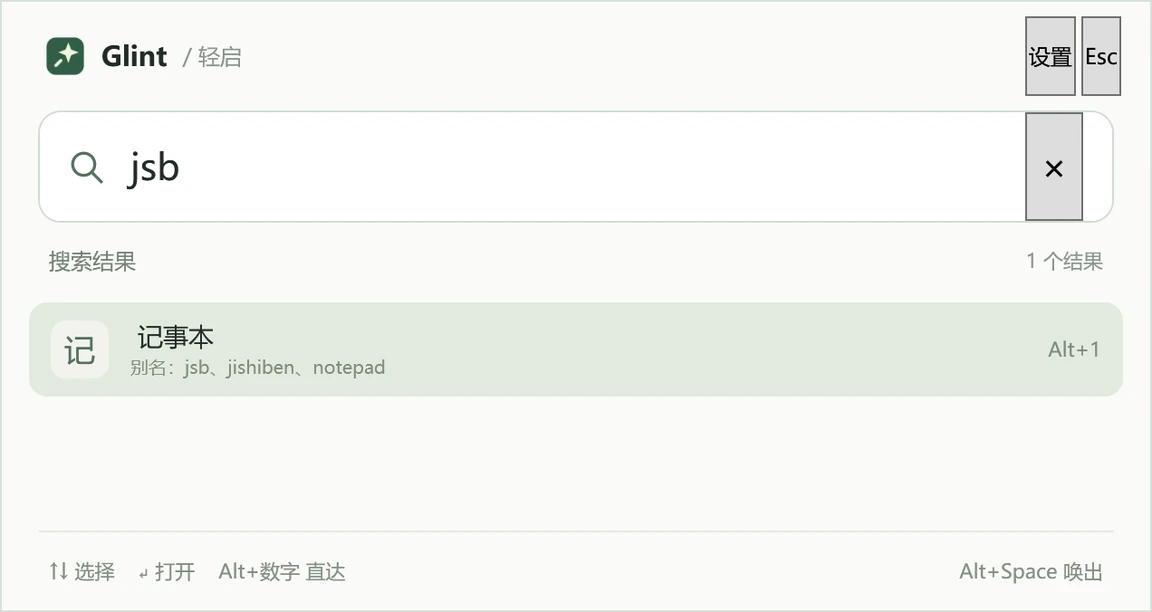 Glint / 轻启 设置 Esc
jsb ×
搜索结果 1 个结果
记 记事本
别名：jsb、jishiben、notepad Alt+1
↑↓ 选择 ↵ 打开 Alt+数字 直达 Alt+Space 唤出